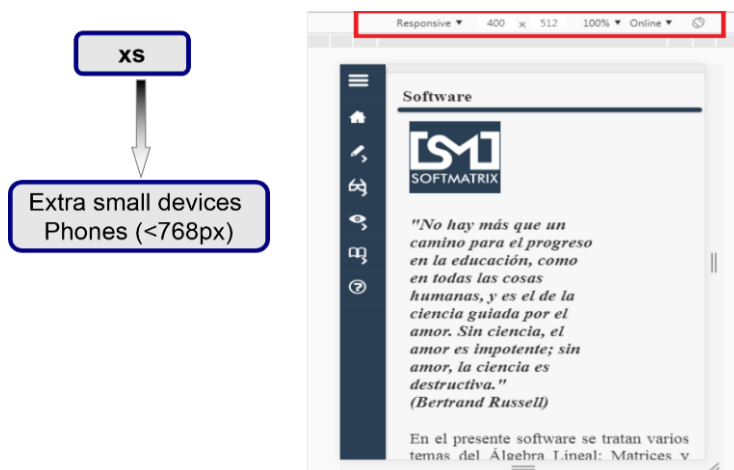 xs
Extra small devices
Phones (<768px)
Responsive ▼ 400 x 512 100% ▼ Online ▼
Software
[SM]
SOFTMATRIX
"No hay más que un
camino para el progreso
en la educación, como
en todas las cosas
humanas, y es el de la
ciencia guiada por el
amor. Sin ciencia, el
amor es impotente; sin
amor, la ciencia es
destructiva."
(Bertrand Russell)
En el presente software se tratan varios
temas del Álgebra Lineal: Matrices y